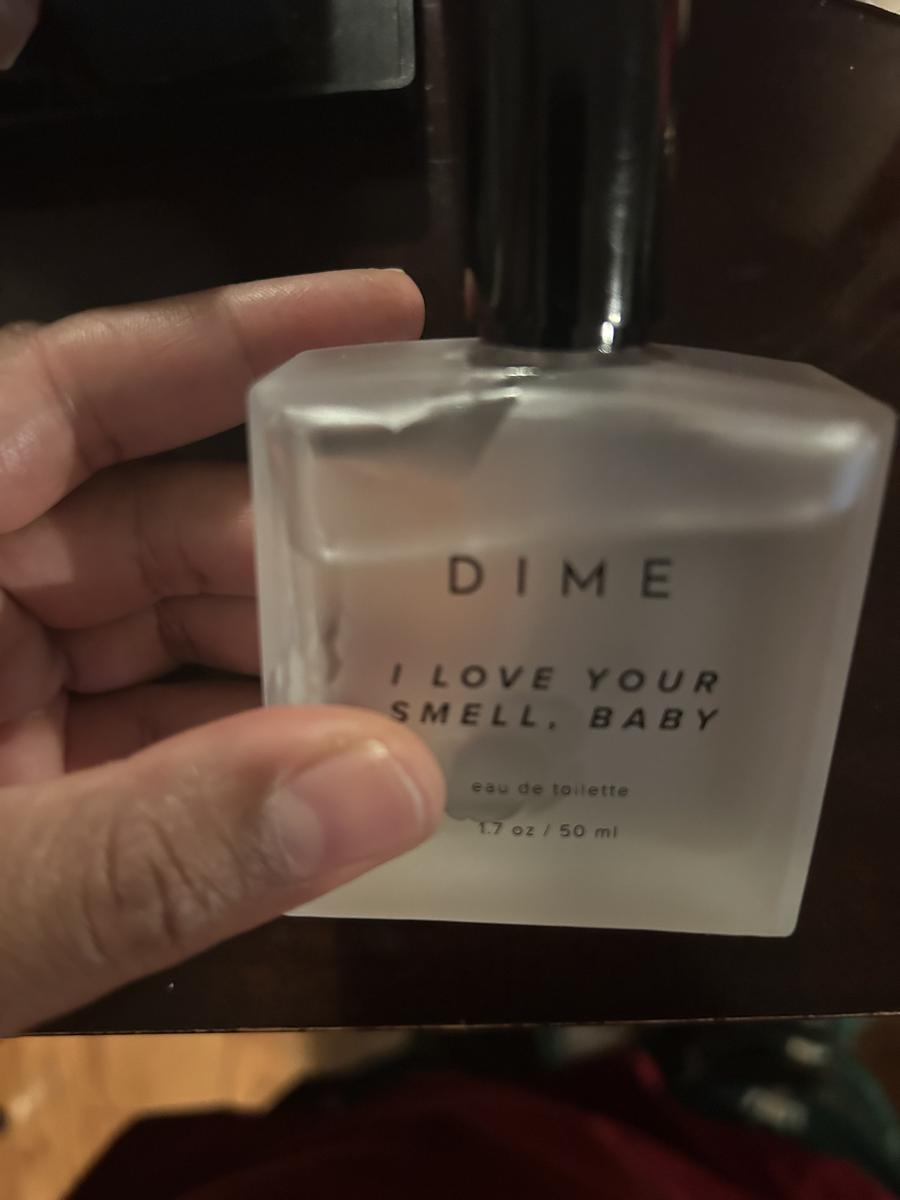 DIME
I LOVE YOUR
SMELL, BABY
eau de toilette
1.7 oz / 50 ml